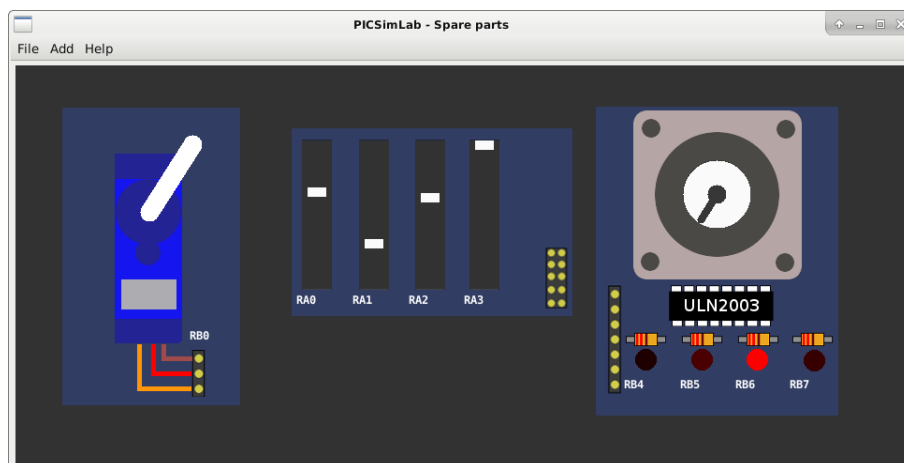 PICSimLab - Spare parts
File Add Help
RB0
RA0 RA1 RA2 RA3
ULN2003
RB4 RB5 RB6 RB7